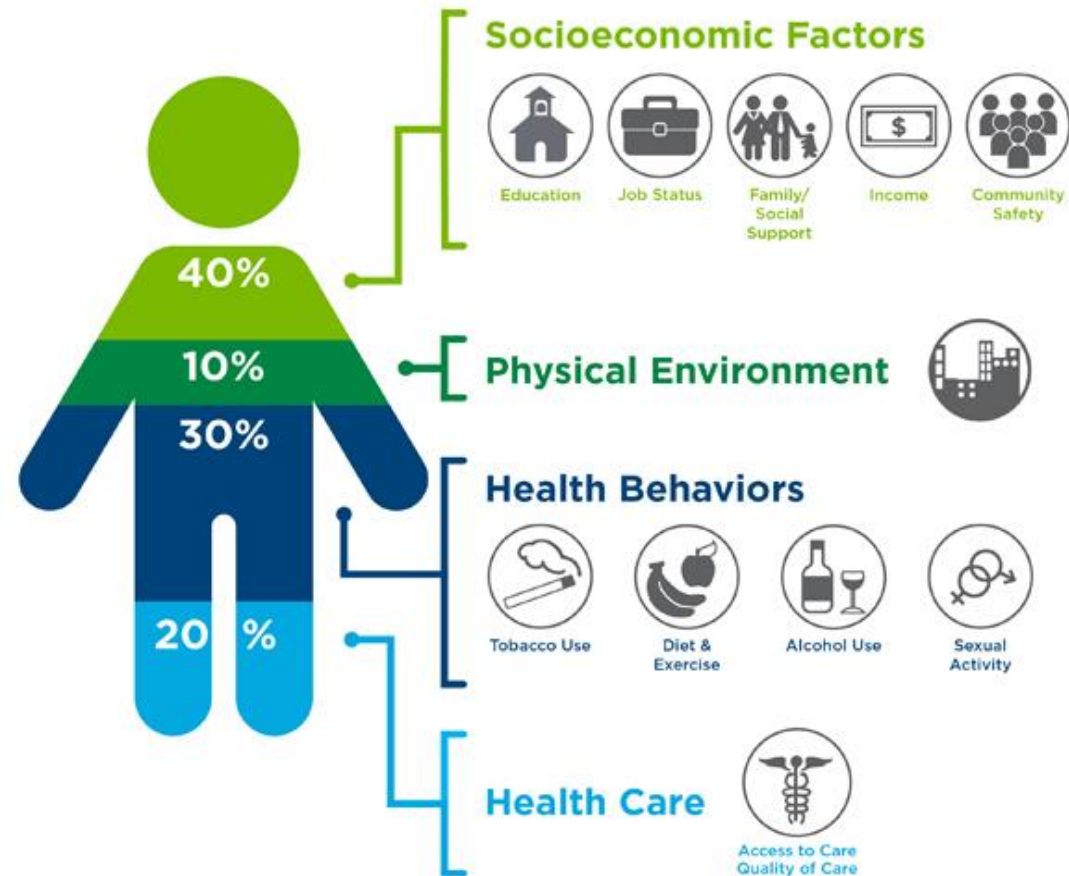 Socioeconomic Factors
$
Education
Job Status
Family/
Social
Support
Income
Community
Safety
40%
10%
Physical Environment
30%
Health Behaviors
Tobacco Use
Diet &
Exercise
Alcohol Use
Sexual
Activity
20 %
Health Care
Access to Care
Quality of Care